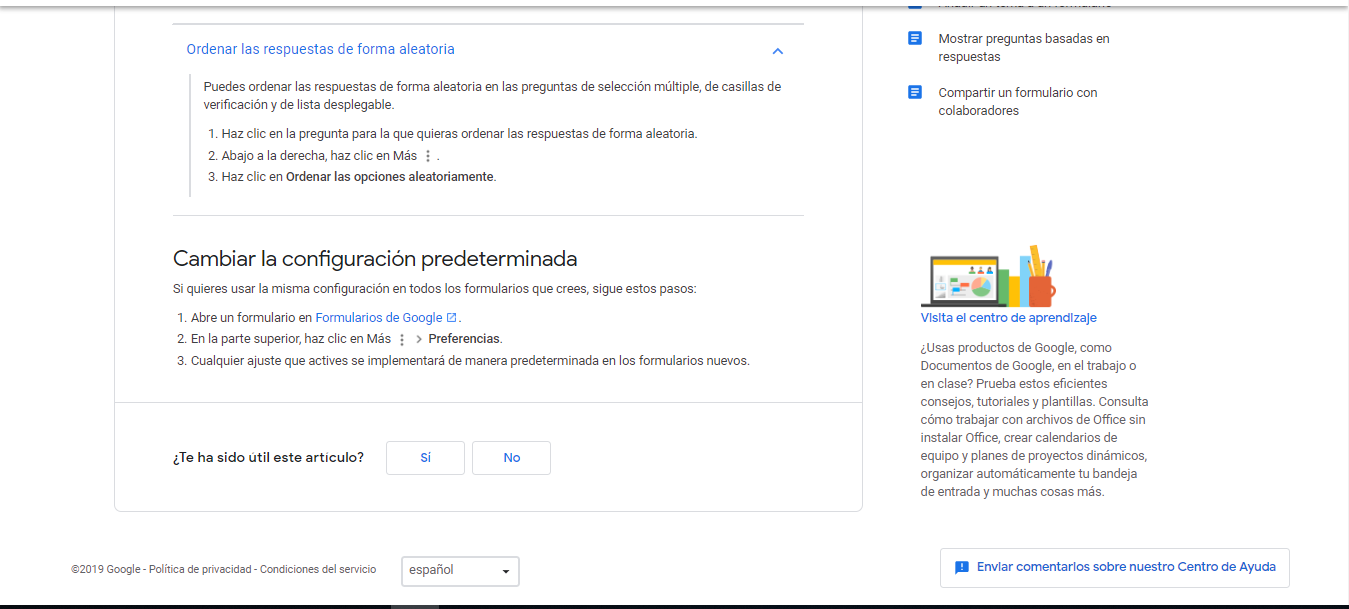 Ordenar las respuestas de forma aleatoria
Puedes ordenar las respuestas de forma aleatoria en las preguntas de selección múltiple, de casillas de
verificación y de lista desplegable.
1. Haz clic en la pregunta para la que quieras ordenar las respuestas de forma aleatoria.
2. Abajo a la derecha, haz clic en Más ⋮ .
3. Haz clic en Ordenar las opciones aleatoriamente.
Cambiar la configuración predeterminada
Si quieres usar la misma configuración en todos los formularios que crees, sigue estos pasos:
1. Abre un formulario en Formularios de Google.
2. En la parte superior, haz clic en Más ⋮ > Preferencias.
3. Cualquier ajuste que actives se implementará de manera predeterminada en los formularios nuevos.
¿Te ha sido útil este artículo?
Sí
No
Mostrar preguntas basadas en
respuestas
Compartir un formulario con
colaboradores
Visita el centro de aprendizaje
¿Usas productos de Google, como
Documentos de Google, en el trabajo o
en clase? Prueba estos eficientes
consejos, tutoriales y plantillas. Consulta
cómo trabajar con archivos de Office sin
instalar Office, crear calendarios de
equipo y planes de proyectos dinámicos,
organizar automáticamente tu bandeja
de entrada y muchas cosas más.
©2019 Google - Política de privacidad - Condiciones del servicio
español
Enviar comentarios sobre nuestro Centro de Ayuda